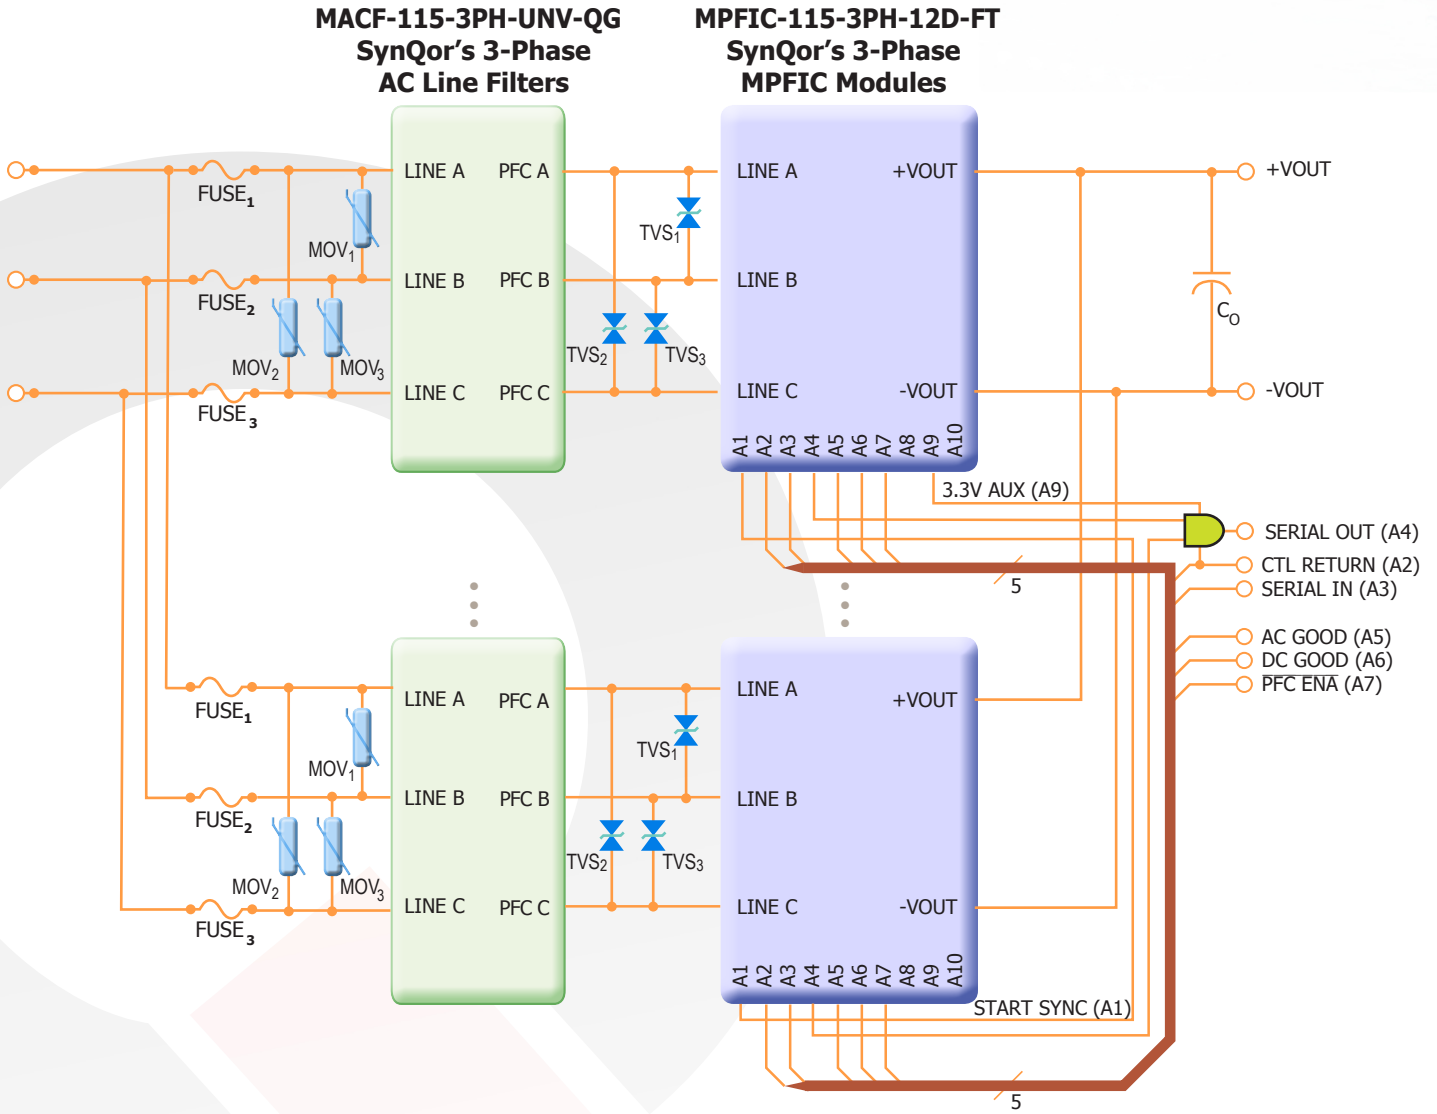 MACF-115-3PH-UNV-QG
SynQor's 3-Phase
AC Line Filters
MPFIC-115-3PH-12D-FT
SynQor's 3-Phase
MPFIC Modules
FUSE1
FUSE2
FUSE3
MOV1
MOV2
MOV3
LINE A
PFC A
LINE B
PFC B
LINE C
PFC C
TVS1
TVS2
TVS3
LINE A
+VOUT
LINE B
LINE C
-VOUT
A1 A2 A3 A4 A5 A6 A7 A8 A9 A10
+VOUT
CO
-VOUT
3.3V AUX (A9)
5
SERIAL OUT (A4)
CTL RETURN (A2)
SERIAL IN (A3)
AC GOOD (A5)
DC GOOD (A6)
PFC ENA (A7)
FUSE1
FUSE2
FUSE3
MOV1
MOV2
MOV3
LINE A
PFC A
LINE B
PFC B
LINE C
PFC C
TVS1
TVS2
TVS3
LINE A
+VOUT
LINE B
LINE C
-VOUT
A1 A2 A3 A4 A5 A6 A7 A8 A9 A10
START SYNC (A1)
5